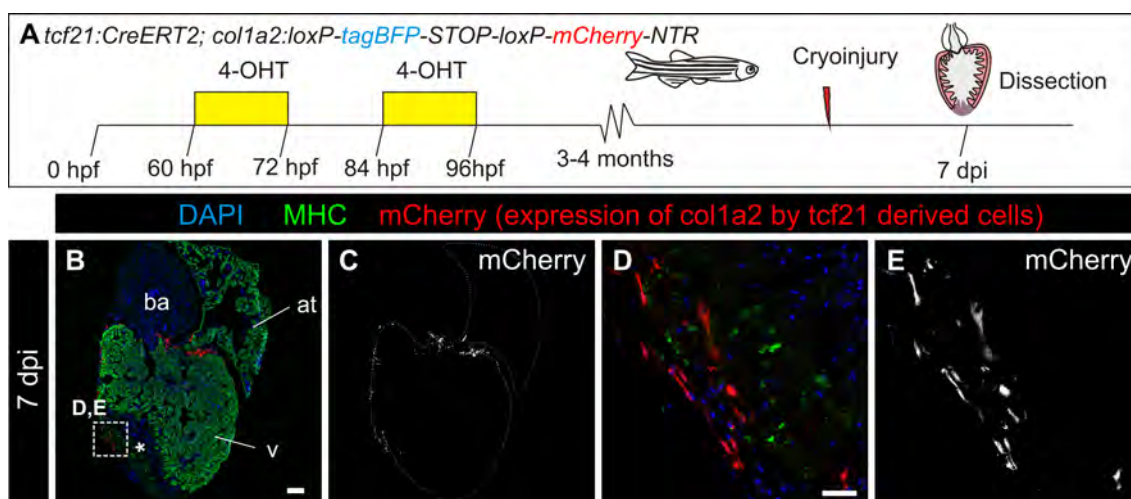 A tcf21:CreERT2; col1a2:loxP-tagBFP-STOP-loxP-mCherry-NTR
4-OHT 4-OHT Cryoinjury Dissection
0 hpf 60 hpf 72 hpf 84 hpf 96hpf 3-4 months 7 dpi
DAPI MHC mCherry (expression of col1a2 by tcf21 derived cells)
7 dpi
B
ba
at
D,E
*
v
C mCherry
D
E mCherry